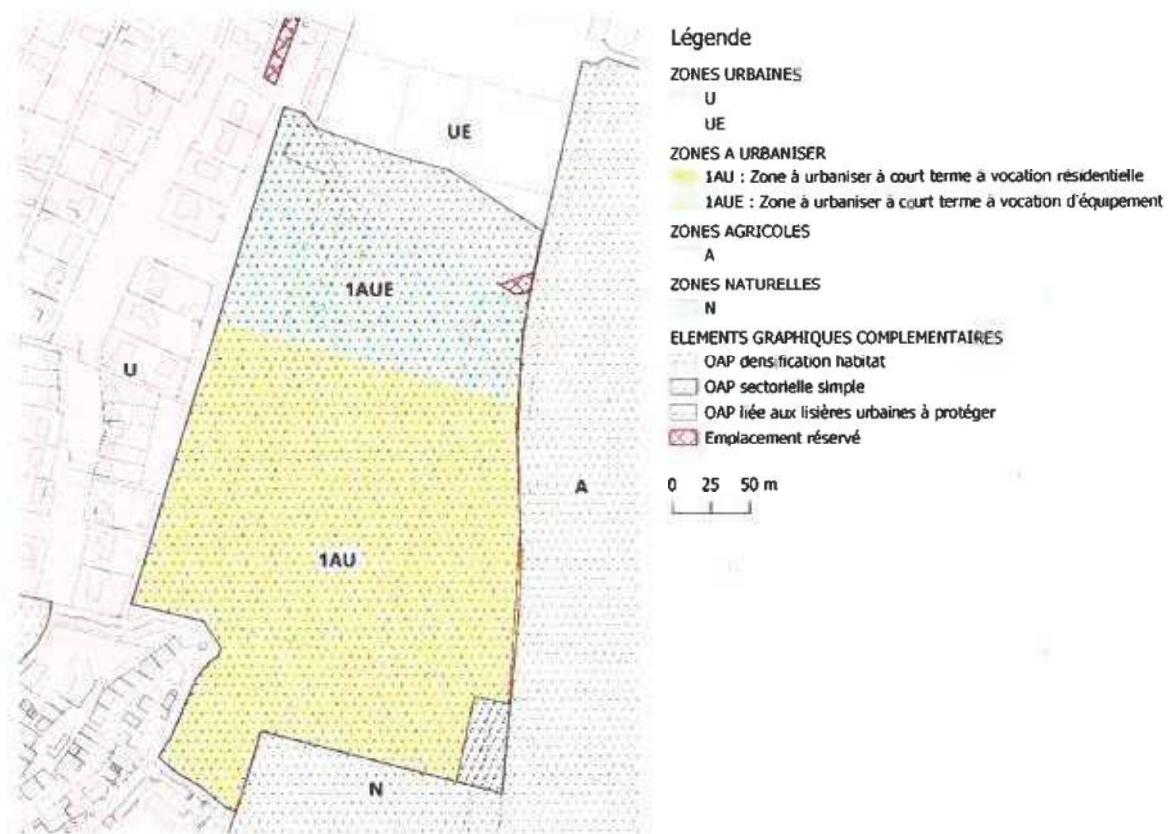 UE
1AUE
U
1AU
A
N
Légende
ZONES URBAINES
U
UE
ZONES A URBANISER
1AU : Zone à urbaniser à court terme à vocation résidentielle
1AUE : Zone à urbaniser à court terme à vocation d'équipement
ZONES AGRICOLES
A
ZONES NATURELLES
N
ELEMENTS GRAPHIQUES COMPLEMENTAIRES
OAP densification habitat
OAP sectorielle simple
OAP liée aux lisières urbaines à protéger
Emplacement réservé
0 25 50 m